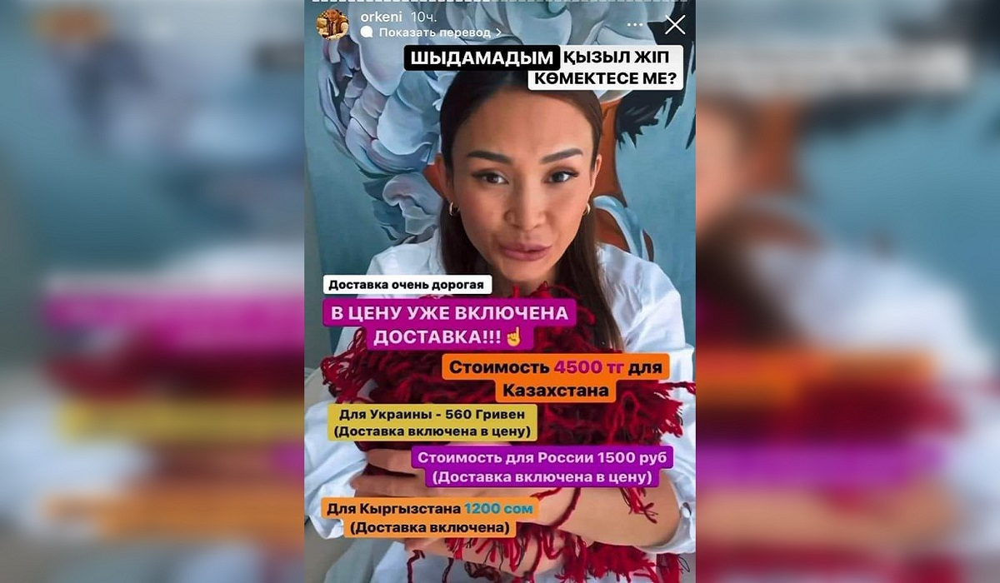 orkeni 10ч.
Показать перевод >
ШЫДАМАДЫМ ҚЫЗЫЛ ЖІП
КӨМЕКТЕСЕ МЕ?
Доставка очень дорогая
В ЦЕНУ УЖЕ ВКЛЮЧЕНА
ДОСТАВКА!!!☝
Стоимость 4500 тг для
Казахстана
Для Украины - 560 Гривен
(Доставка включена в цену)
Стоимость для России 1500 руб
(Доставка включена в цену)
Для Кыргызстана 1200 сом
(Доставка включена)